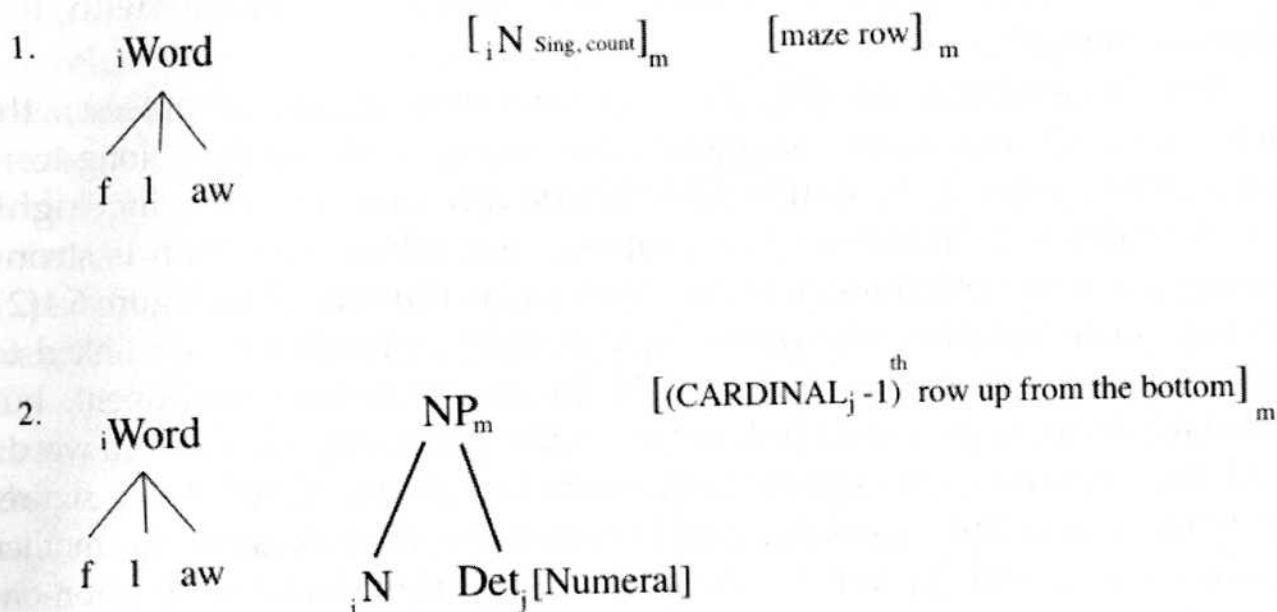 1. ᵢWord [ᵢN Sing, count]ₘ [maze row]ₘ
f l aw
2. ᵢWord NPₘ [(CARDINALⱼ -1)ᵗʰ row up from the bottom]ₘ
f l aw ᵢN Detⱼ[Numeral]